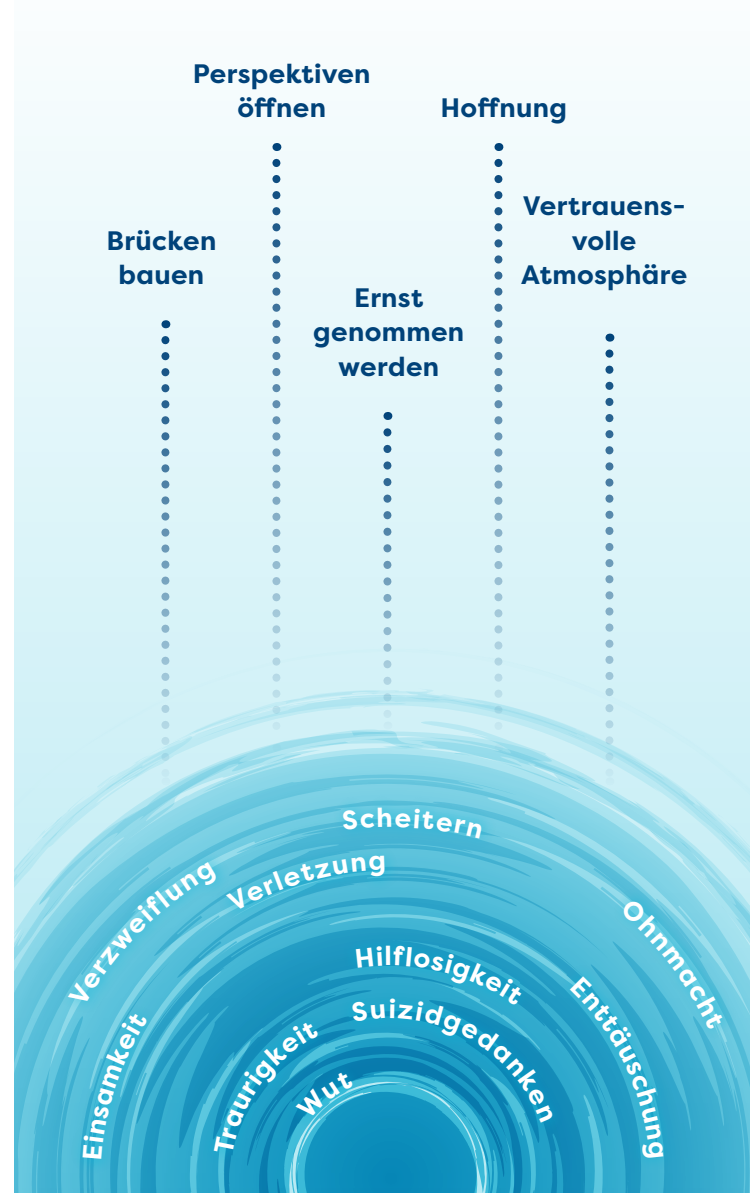 Perspektiven
öffnen
Hoffnung
Vertrauens-
volle
Atmosphäre
Brücken
bauen
Ernst
genommen
werden
Scheitern
Verletzung
Verzweiflung
Ohnmacht
Hilflosigkeit
Enttäuschung
Suizidgedanken
Einsamkeit
Traurigkeit
Wut